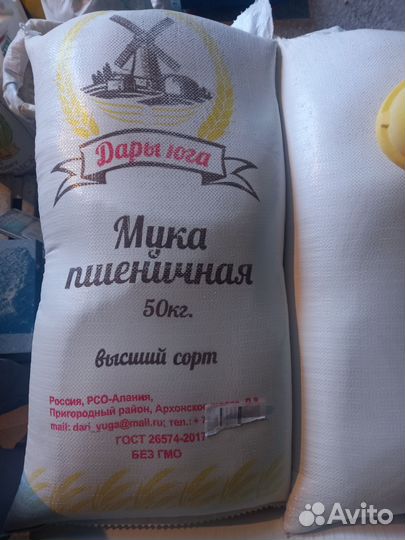 Дары юга
Мука
пшеничная
50кг.
высший сорт
Россия, РСО-Алания,
Пригородный район,
mail: dari_yuga@mail.ru; тел.: +7
ГОСТ 26574-2017
БЕЗ ГМО
Avito